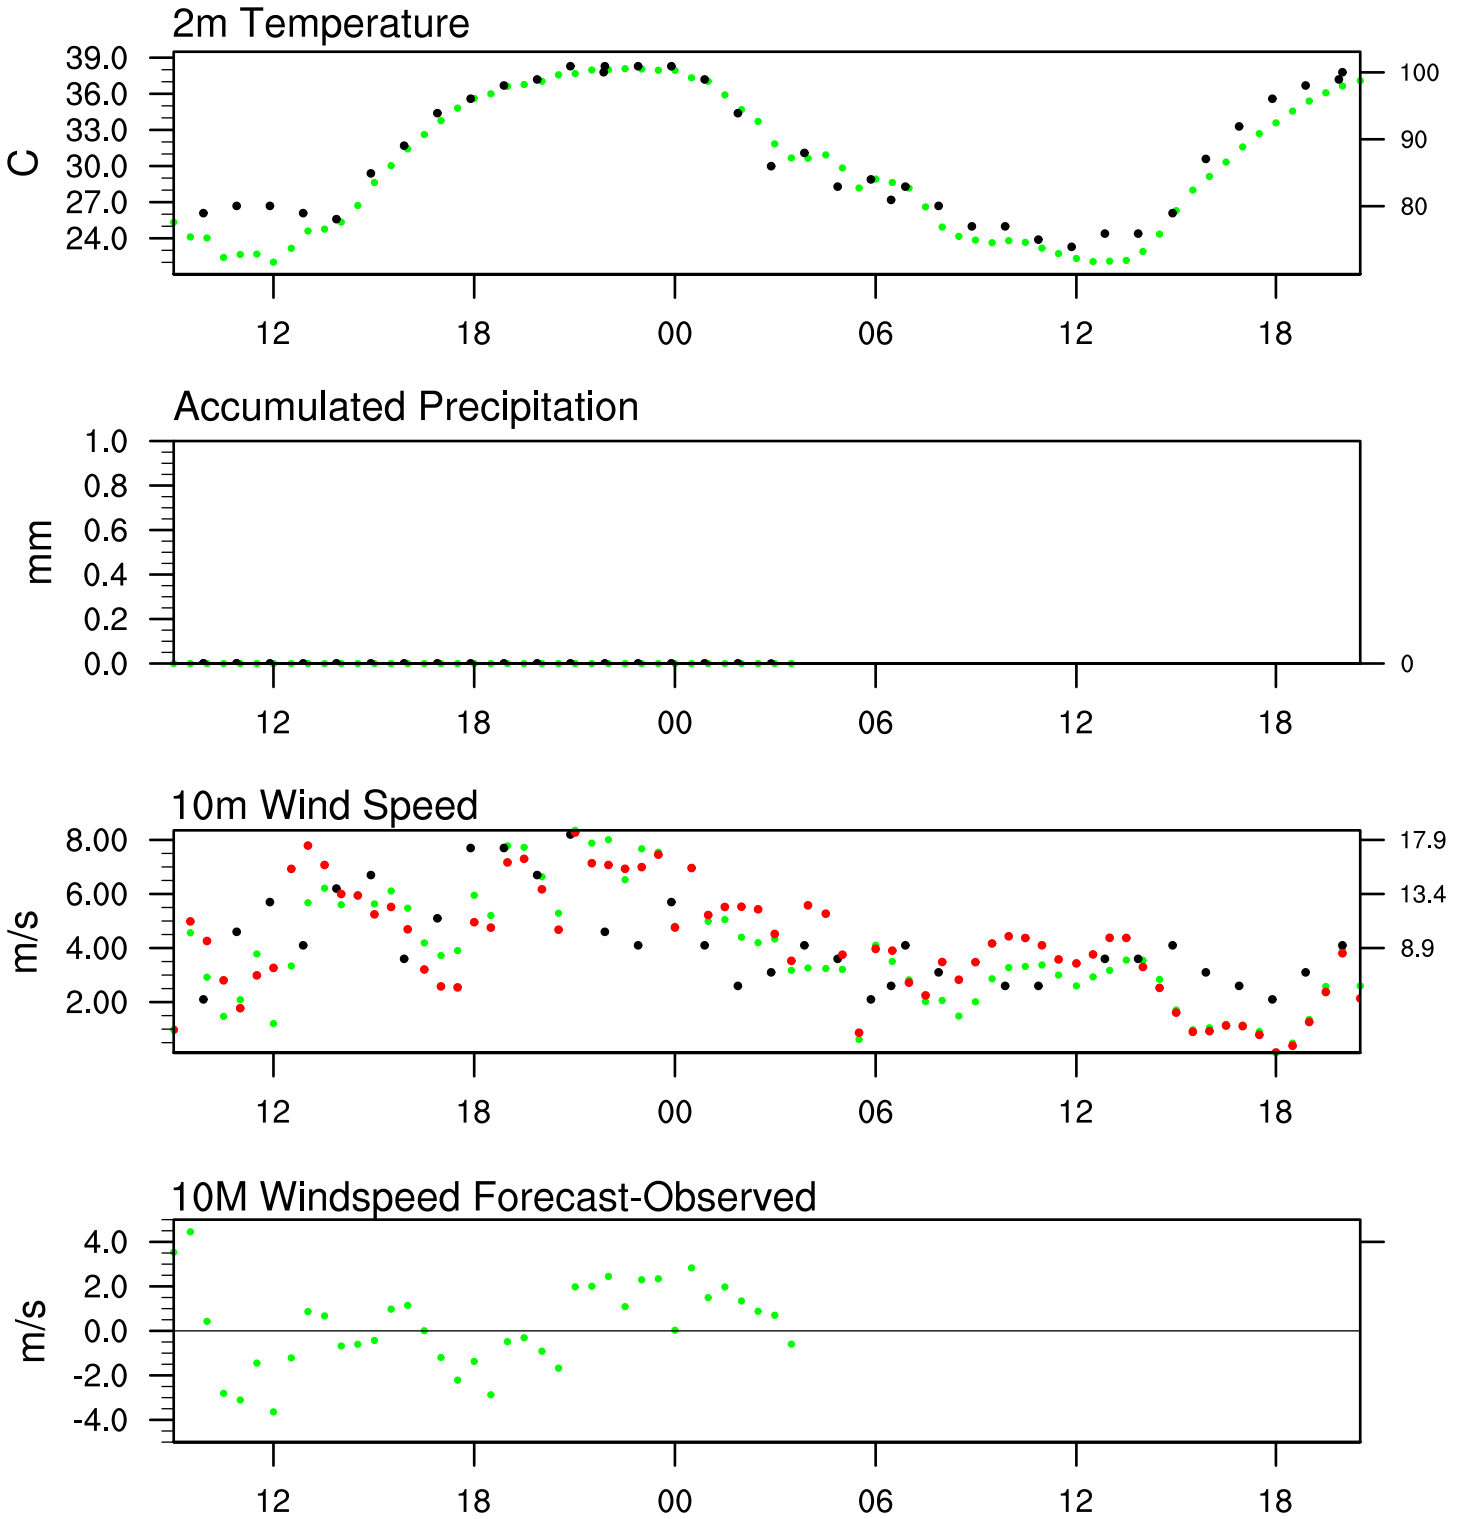 2m Temperature
39.0
36.0
33.0
30.0
27.0
24.0
C
100
90
80
12 18 00 06 12 18
Accumulated Precipitation
1.0
0.8
0.6
0.4
0.2
0.0
mm
0
12 18 00 06 12 18
10m Wind Speed
8.00
6.00
4.00
2.00
m/s
17.9
13.4
8.9
12 18 00 06 12 18
10M Windspeed Forecast-Observed
4.0
2.0
0.0
-2.0
-4.0
m/s
12 18 00 06 12 18